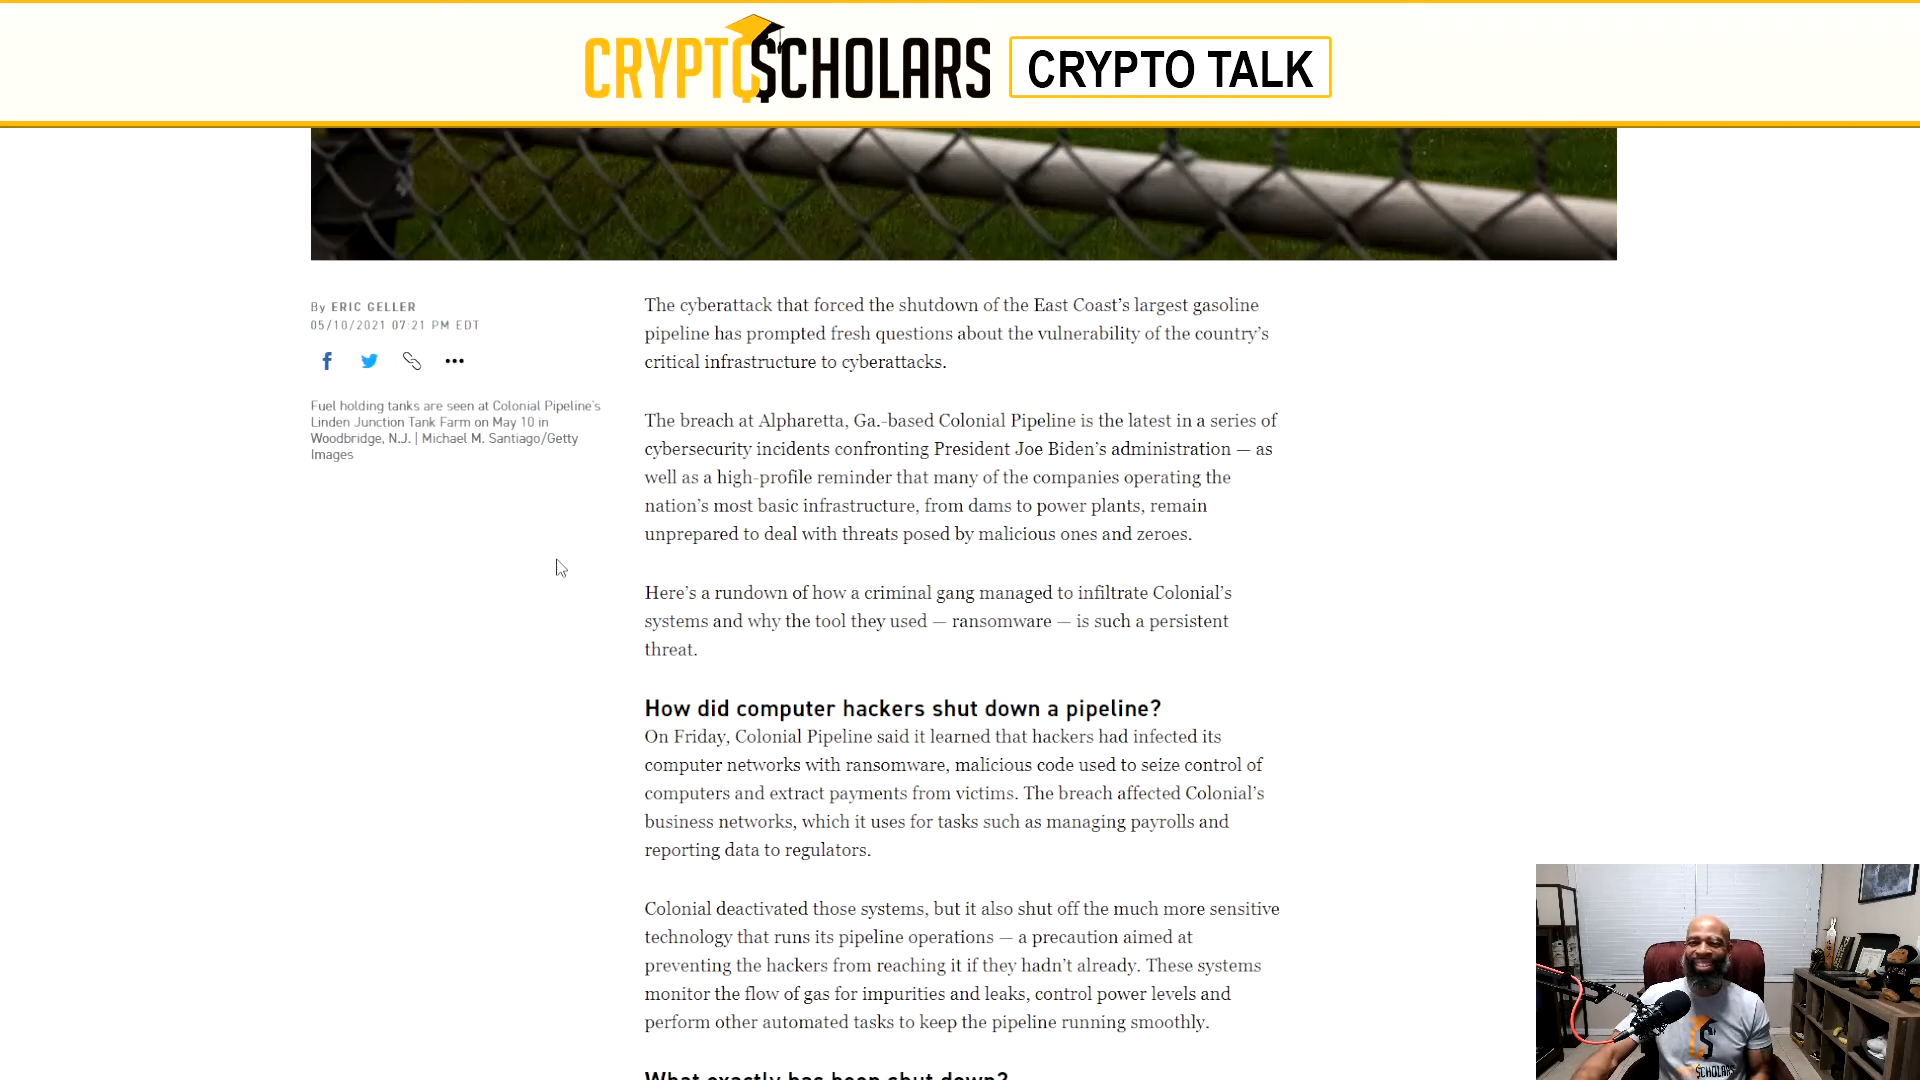 CRYPTO $CHOLARS CRYPTO TALK
By ERIC GELLER
05/10/2021 07:21 PM EDT
Fuel holding tanks are seen at Colonial Pipeline's
Linden Junction Tank Farm on May 10 in
Woodbridge, N.J. | Michael M. Santiago/Getty
Images
The cyberattack that forced the shutdown of the East Coast’s largest gasoline
pipeline has prompted fresh questions about the vulnerability of the country’s
critical infrastructure to cyberattacks.
The breach at Alpharetta, Ga.-based Colonial Pipeline is the latest in a series of
cybersecurity incidents confronting President Joe Biden’s administration — as
well as a high-profile reminder that many of the companies operating the
nation’s most basic infrastructure, from dams to power plants, remain
unprepared to deal with threats posed by malicious ones and zeroes.
Here’s a rundown of how a criminal gang managed to infiltrate Colonial’s
systems and why the tool they used — ransomware — is such a persistent
threat.
How did computer hackers shut down a pipeline?
On Friday, Colonial Pipeline said it learned that hackers had infected its
computer networks with ransomware, malicious code used to seize control of
computers and extract payments from victims. The breach affected Colonial’s
business networks, which it uses for tasks such as managing payrolls and
reporting data to regulators.
Colonial deactivated those systems, but it also shut off the much more sensitive
technology that runs its pipeline operations — a precaution aimed at
preventing the hackers from reaching it if they hadn’t already. These systems
monitor the flow of gas for impurities and leaks, control power levels and
perform other automated tasks to keep the pipeline running smoothly.
What exactly has been shut down?
$CHOLARS